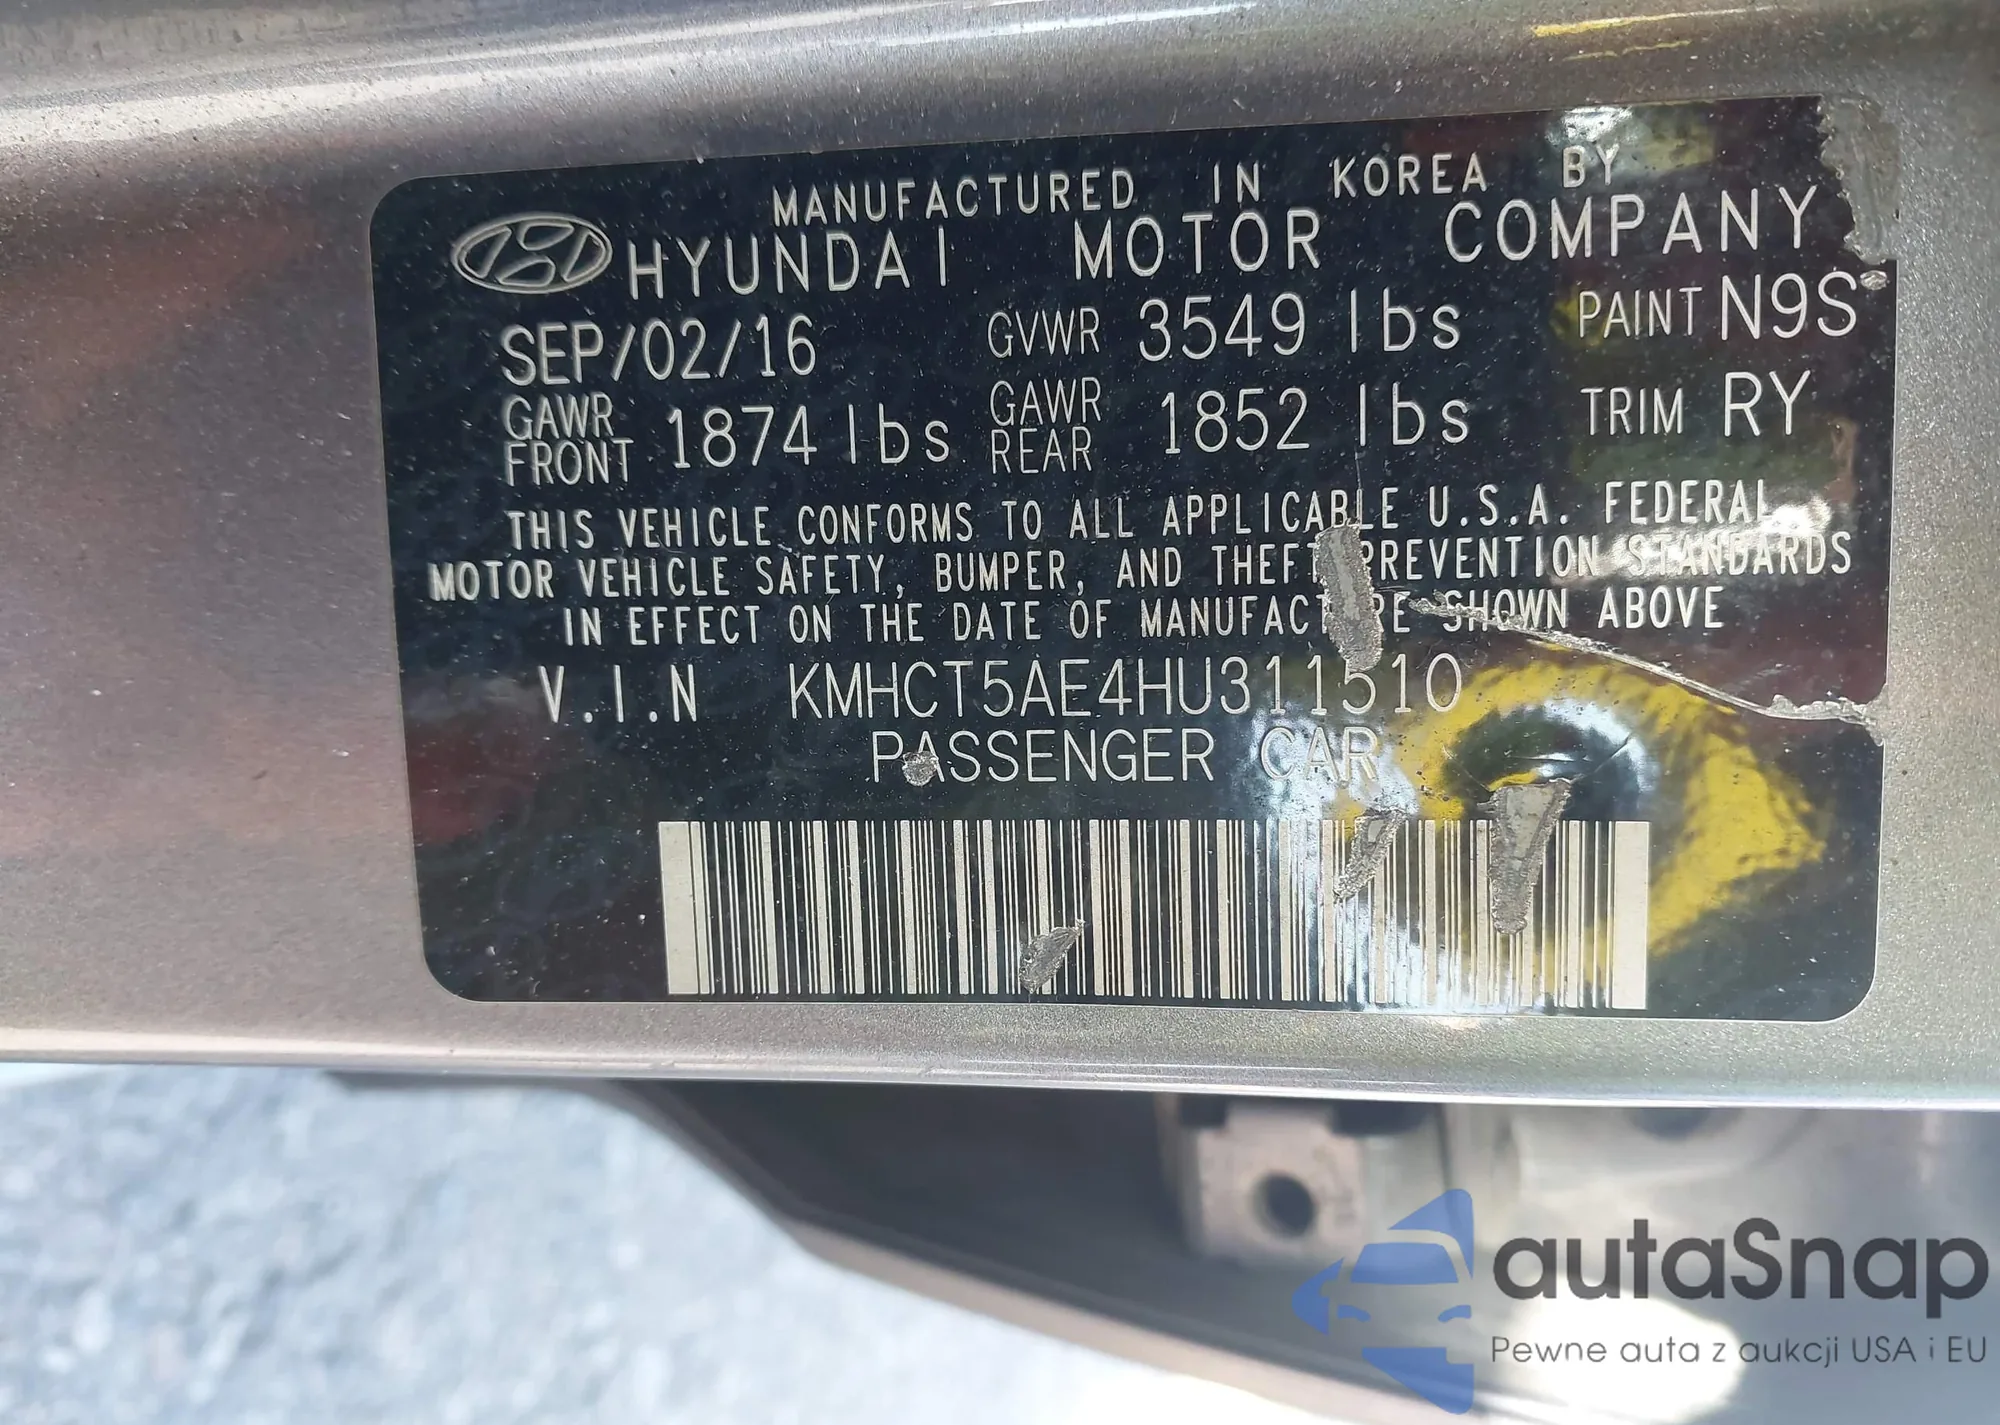 MANUFACTURED IN KOREA BY
HYUNDAI MOTOR COMPANY
SEP/02/16 GVWR 3549 lbs PAINT N9S
GAWR FRONT 1874 lbs GAWR REAR 1852 lbs TRIM RY
THIS VEHICLE CONFORMS TO ALL APPLICABLE U.S.A. FEDERAL
MOTOR VEHICLE SAFETY, BUMPER, AND THEFT PREVENTION STANDARDS
IN EFFECT ON THE DATE OF MANUFACTURE SHOWN ABOVE
V.I.N KMHCT5AE4HU311510
PASSENGER CAR
autaSnap
Pewne auta z aukcji USA i EU